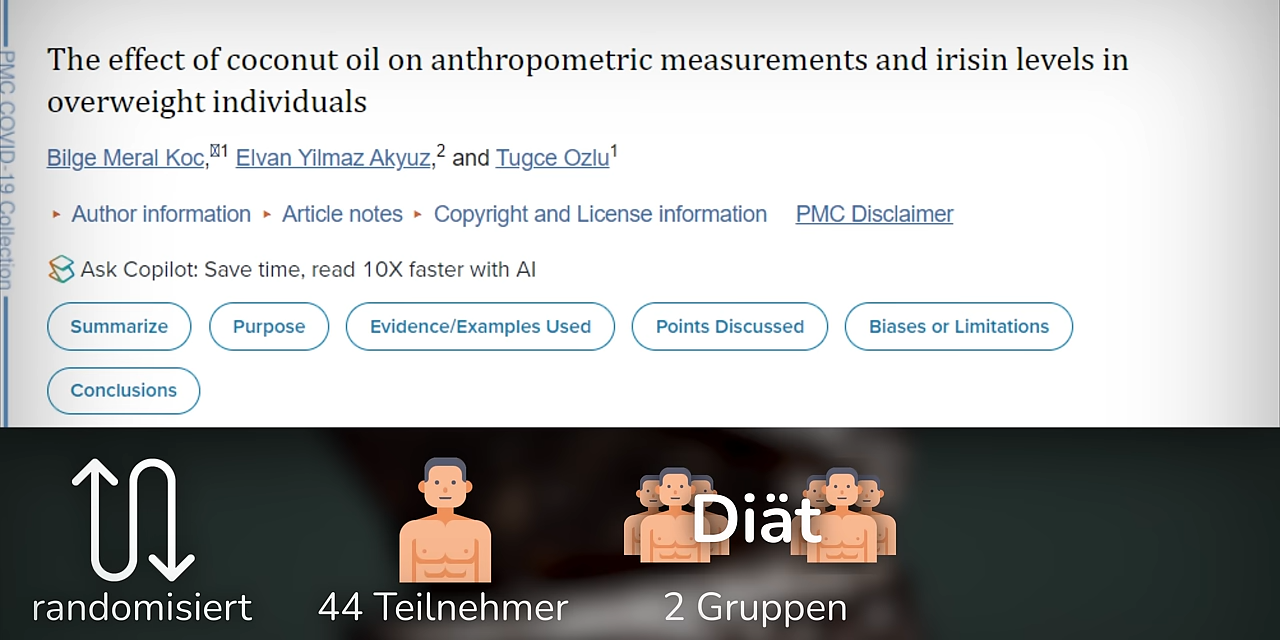 The effect of coconut oil on anthropometric measurements and irisin levels in
overweight individuals
Bilge Meral Koc,1 Elvan Yilmaz Akyuz,2 and Tugce Ozlu1
Author information Article notes Copyright and License information PMC Disclaimer
Ask Copilot: Save time, read 10X faster with AI
Summarize Purpose Evidence/Examples Used Points Discussed Biases or Limitations
Conclusions
PMC COVID-19 Collection
Diät
randomisiert 44 Teilnehmer 2 Gruppen